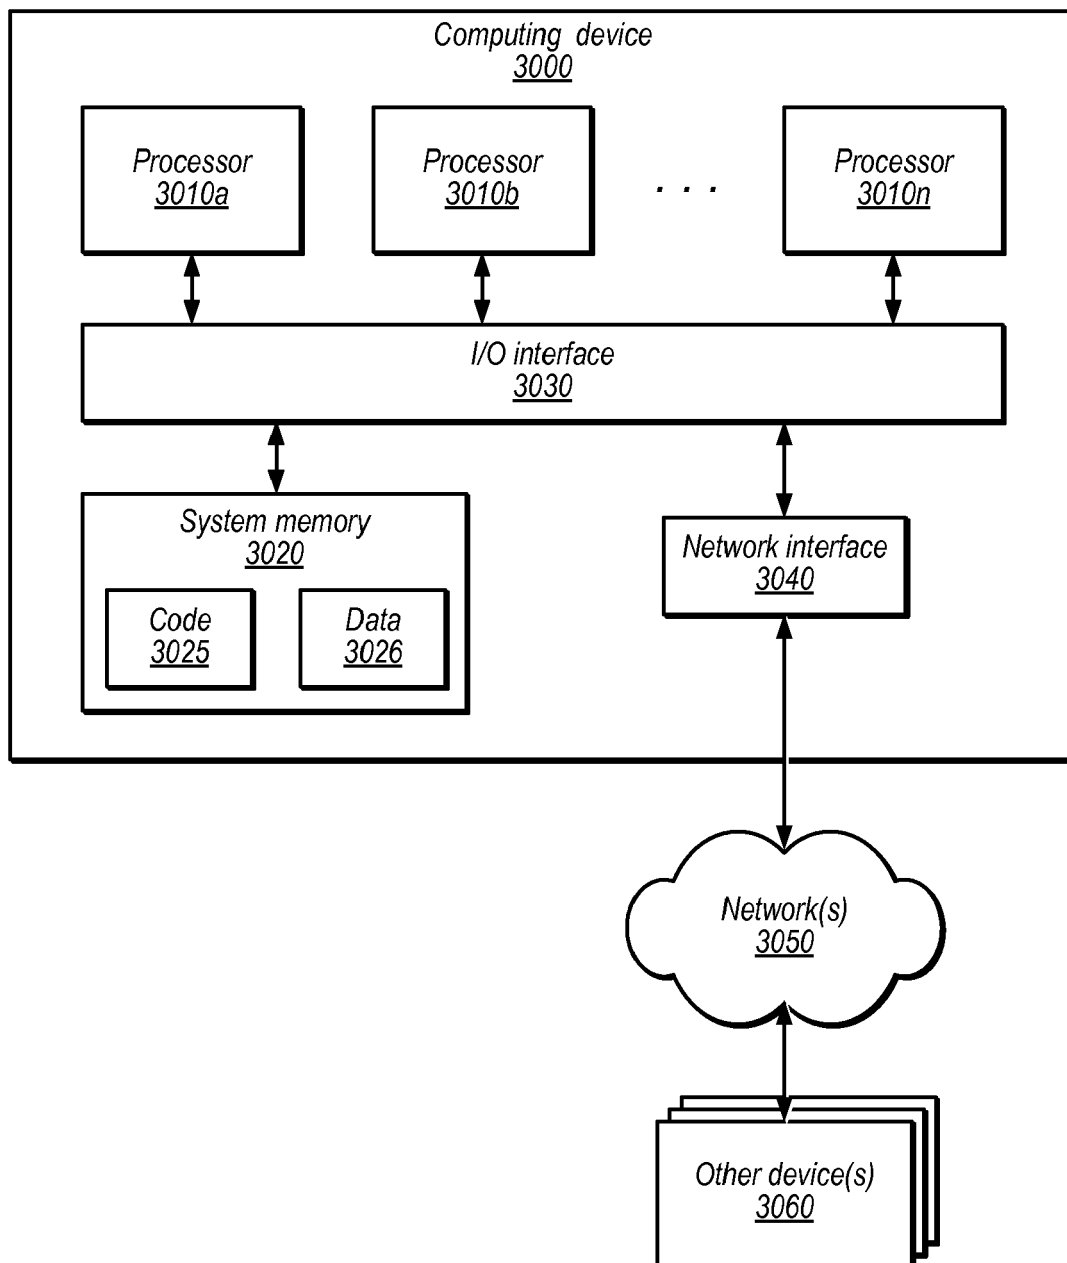 Computing device
3000
Processor
3010a
Processor
3010b
. . .
Processor
3010n
I/O interface
3030
System memory
3020
Network interface
3040
Code
3025
Data
3026
Network(s)
3050
Other device(s)
3060